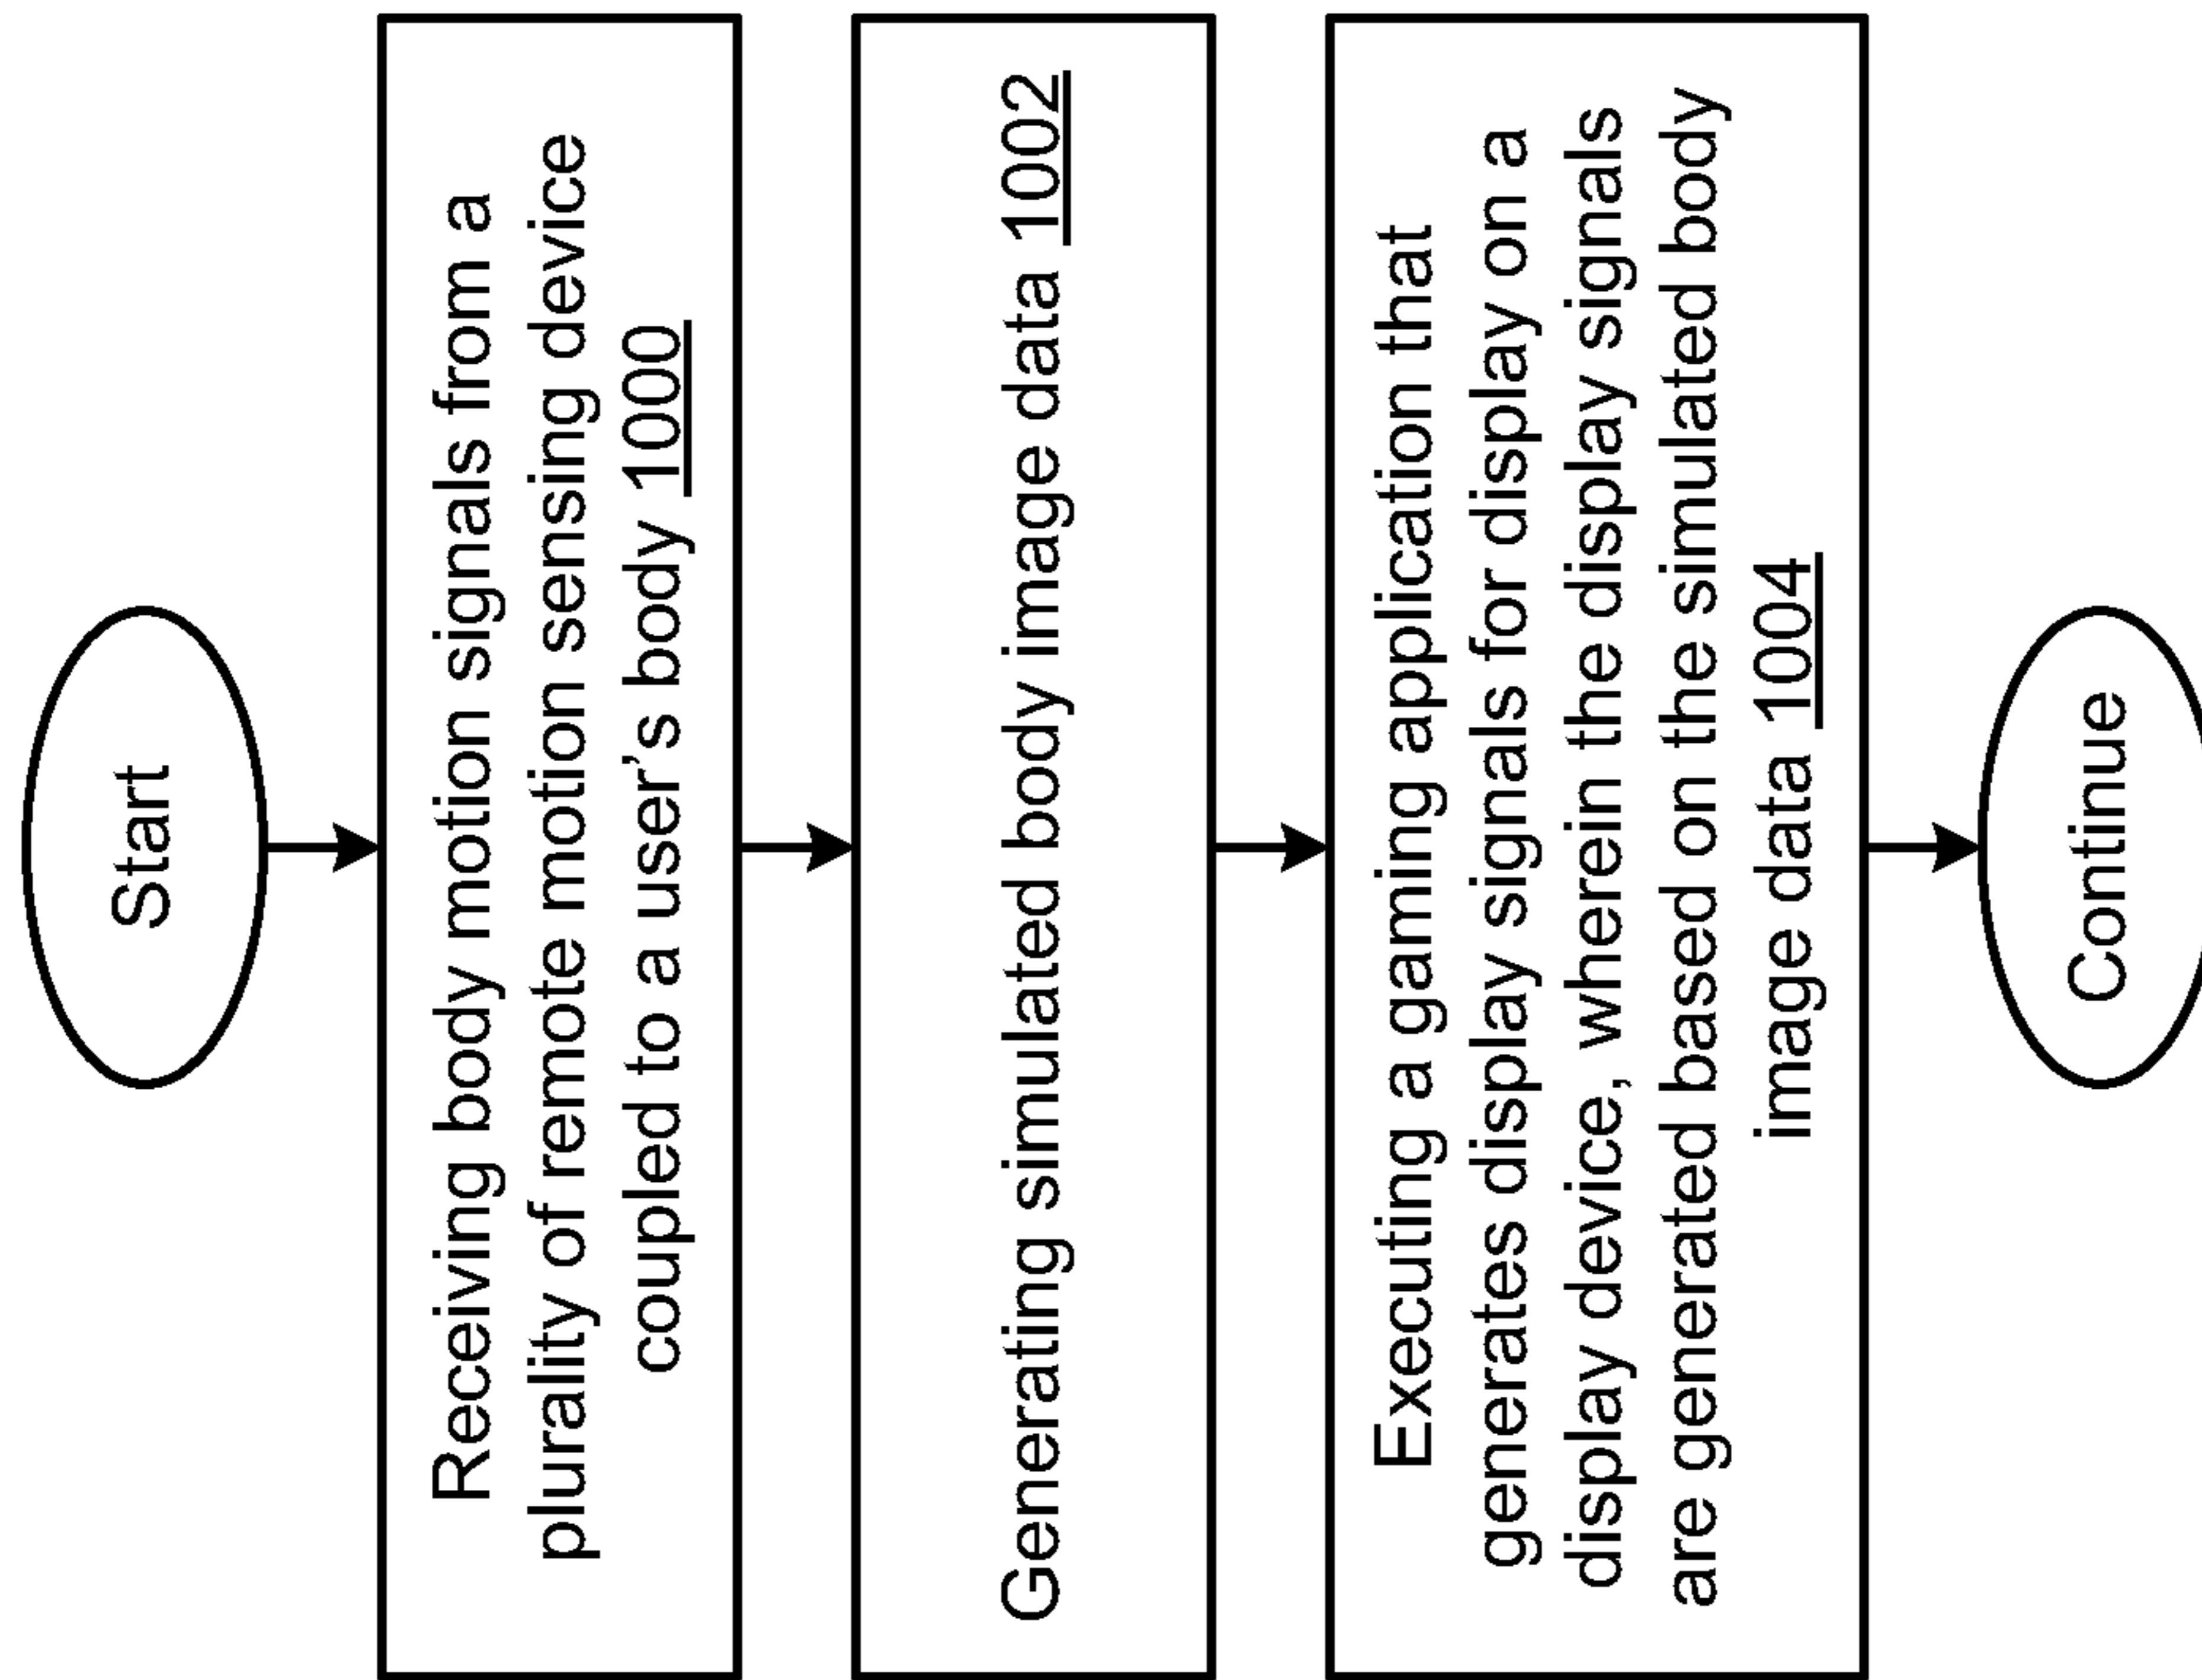 Start
Receiving body motion signals from a
plurality of remote motion sensing device
coupled to a user's body 1000
Generating simulated body image data 1002
Executing a gaming application that
generates display signals for display on a
display device, wherein the display signals
are generated based on the simulated body
image data 1004
Continue